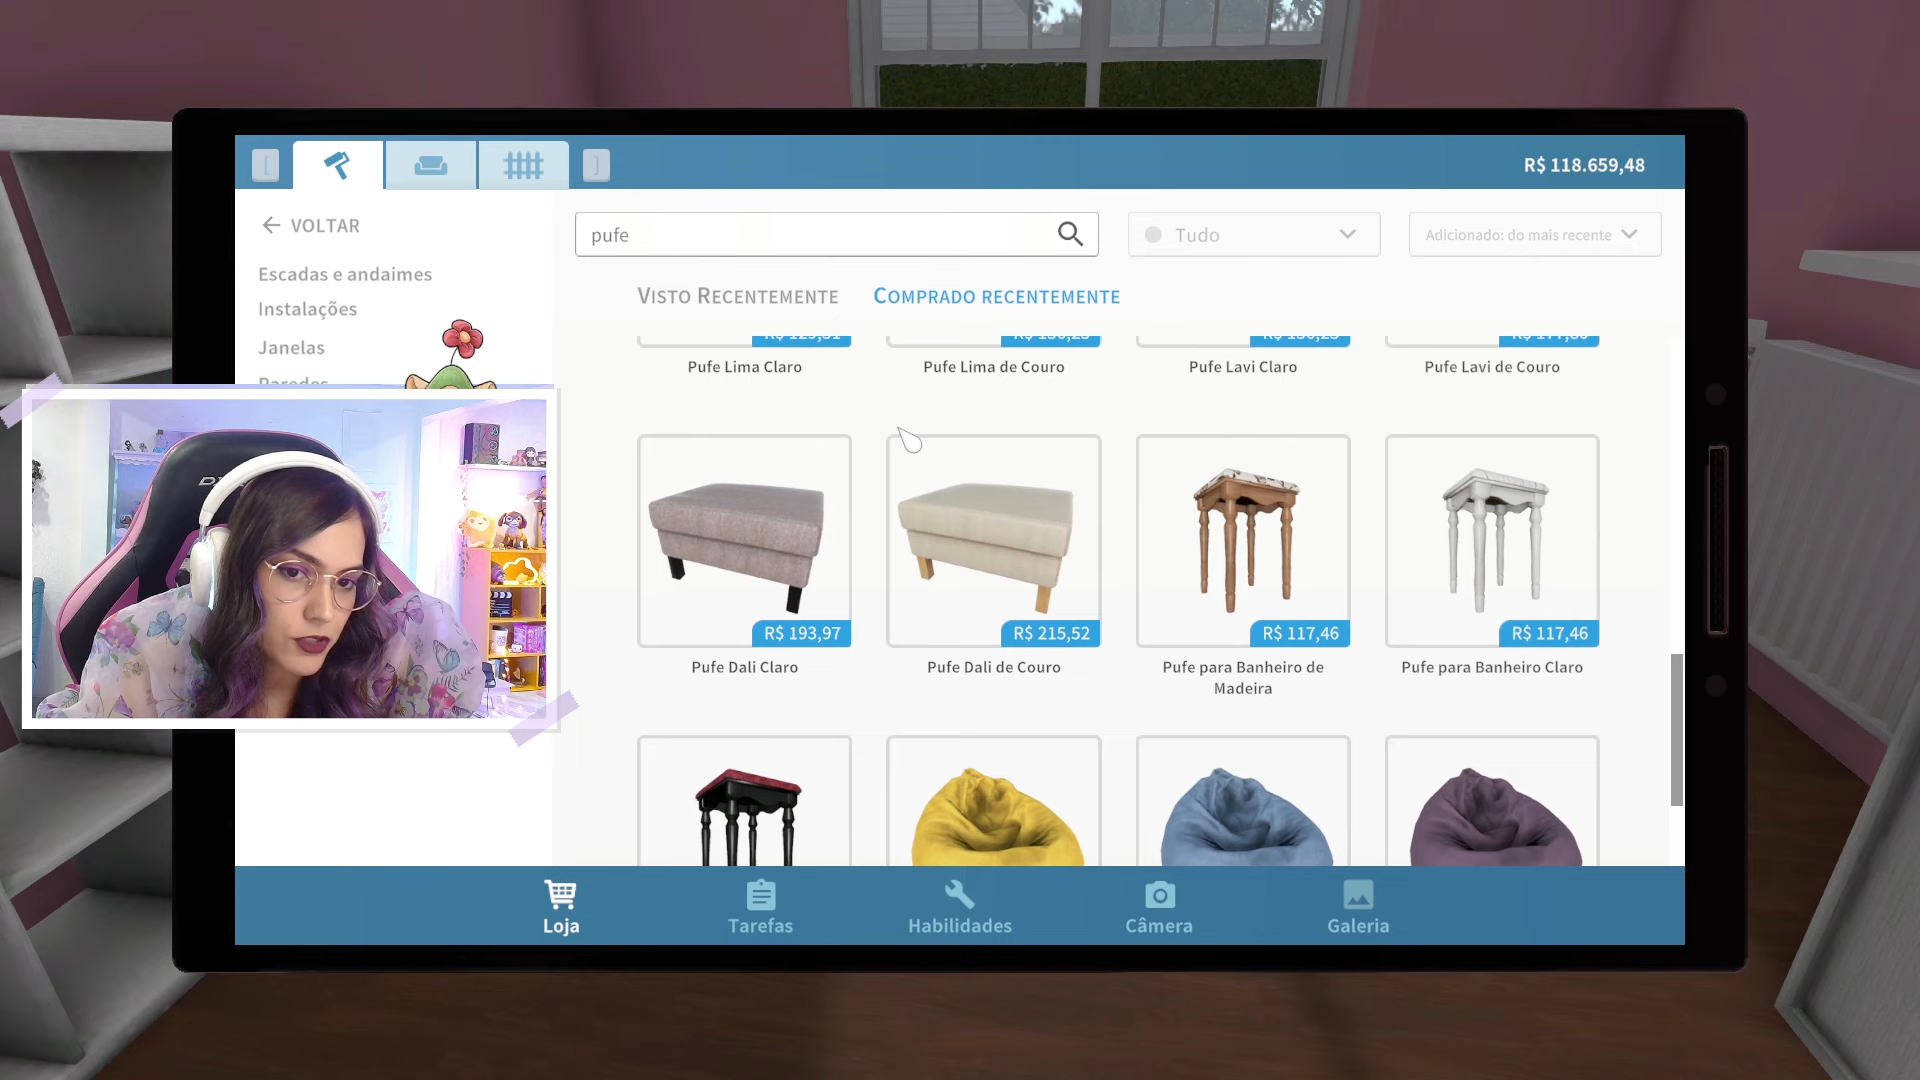 [
]
R$ 118.659,48
VOLTAR
pufe
Tudo
Adicionado: do mais recente
Escadas e andaimes
Instalações
Janelas
Paredes
VISTO RECENTEMENTE
COMPRADO RECENTEMENTE
Pufe Lima Claro
Pufe Lima de Couro
Pufe Lavi Claro
Pufe Lavi de Couro
R$ 193,97
R$ 215,52
R$ 117,46
R$ 117,46
Pufe Dali Claro
Pufe Dali de Couro
Pufe para Banheiro de
Madeira
Pufe para Banheiro Claro
Loja
Tarefas
Habilidades
Câmera
Galeria